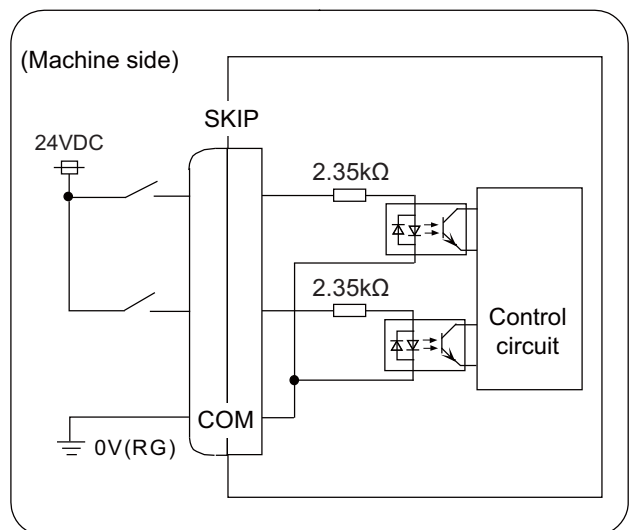 (Machine side)
SKIP
24VDC
2.35kΩ
2.35kΩ
Control
circuit
COM
0V(RG)